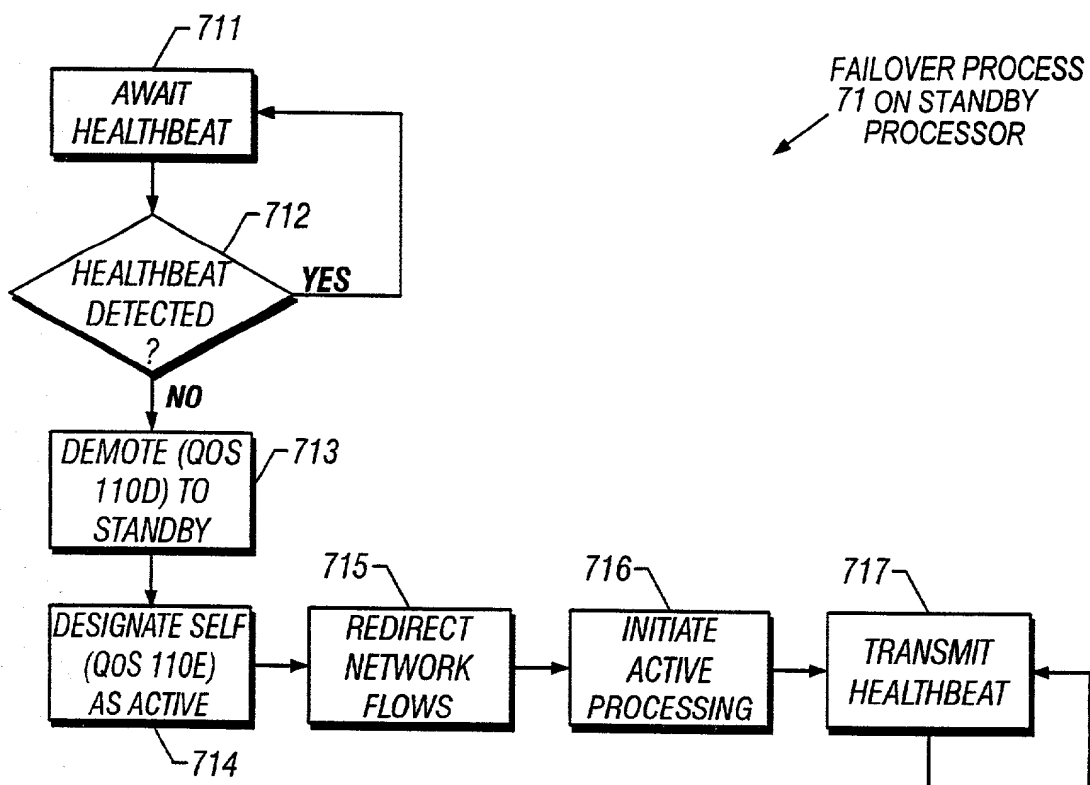 711
AWAIT
HEALTHBEAT
FAILOVER PROCESS
71 ON STANDBY
PROCESSOR
712
HEALTHBEAT
DETECTED
?
YES
NO
DEMOTE (QOS
110D) TO
STANDBY
713
DESIGNATE SELF
(QOS 110E)
AS ACTIVE
714
715
REDIRECT
NETWORK
FLOWS
716
INITIATE
ACTIVE
PROCESSING
717
TRANSMIT
HEALTHBEAT